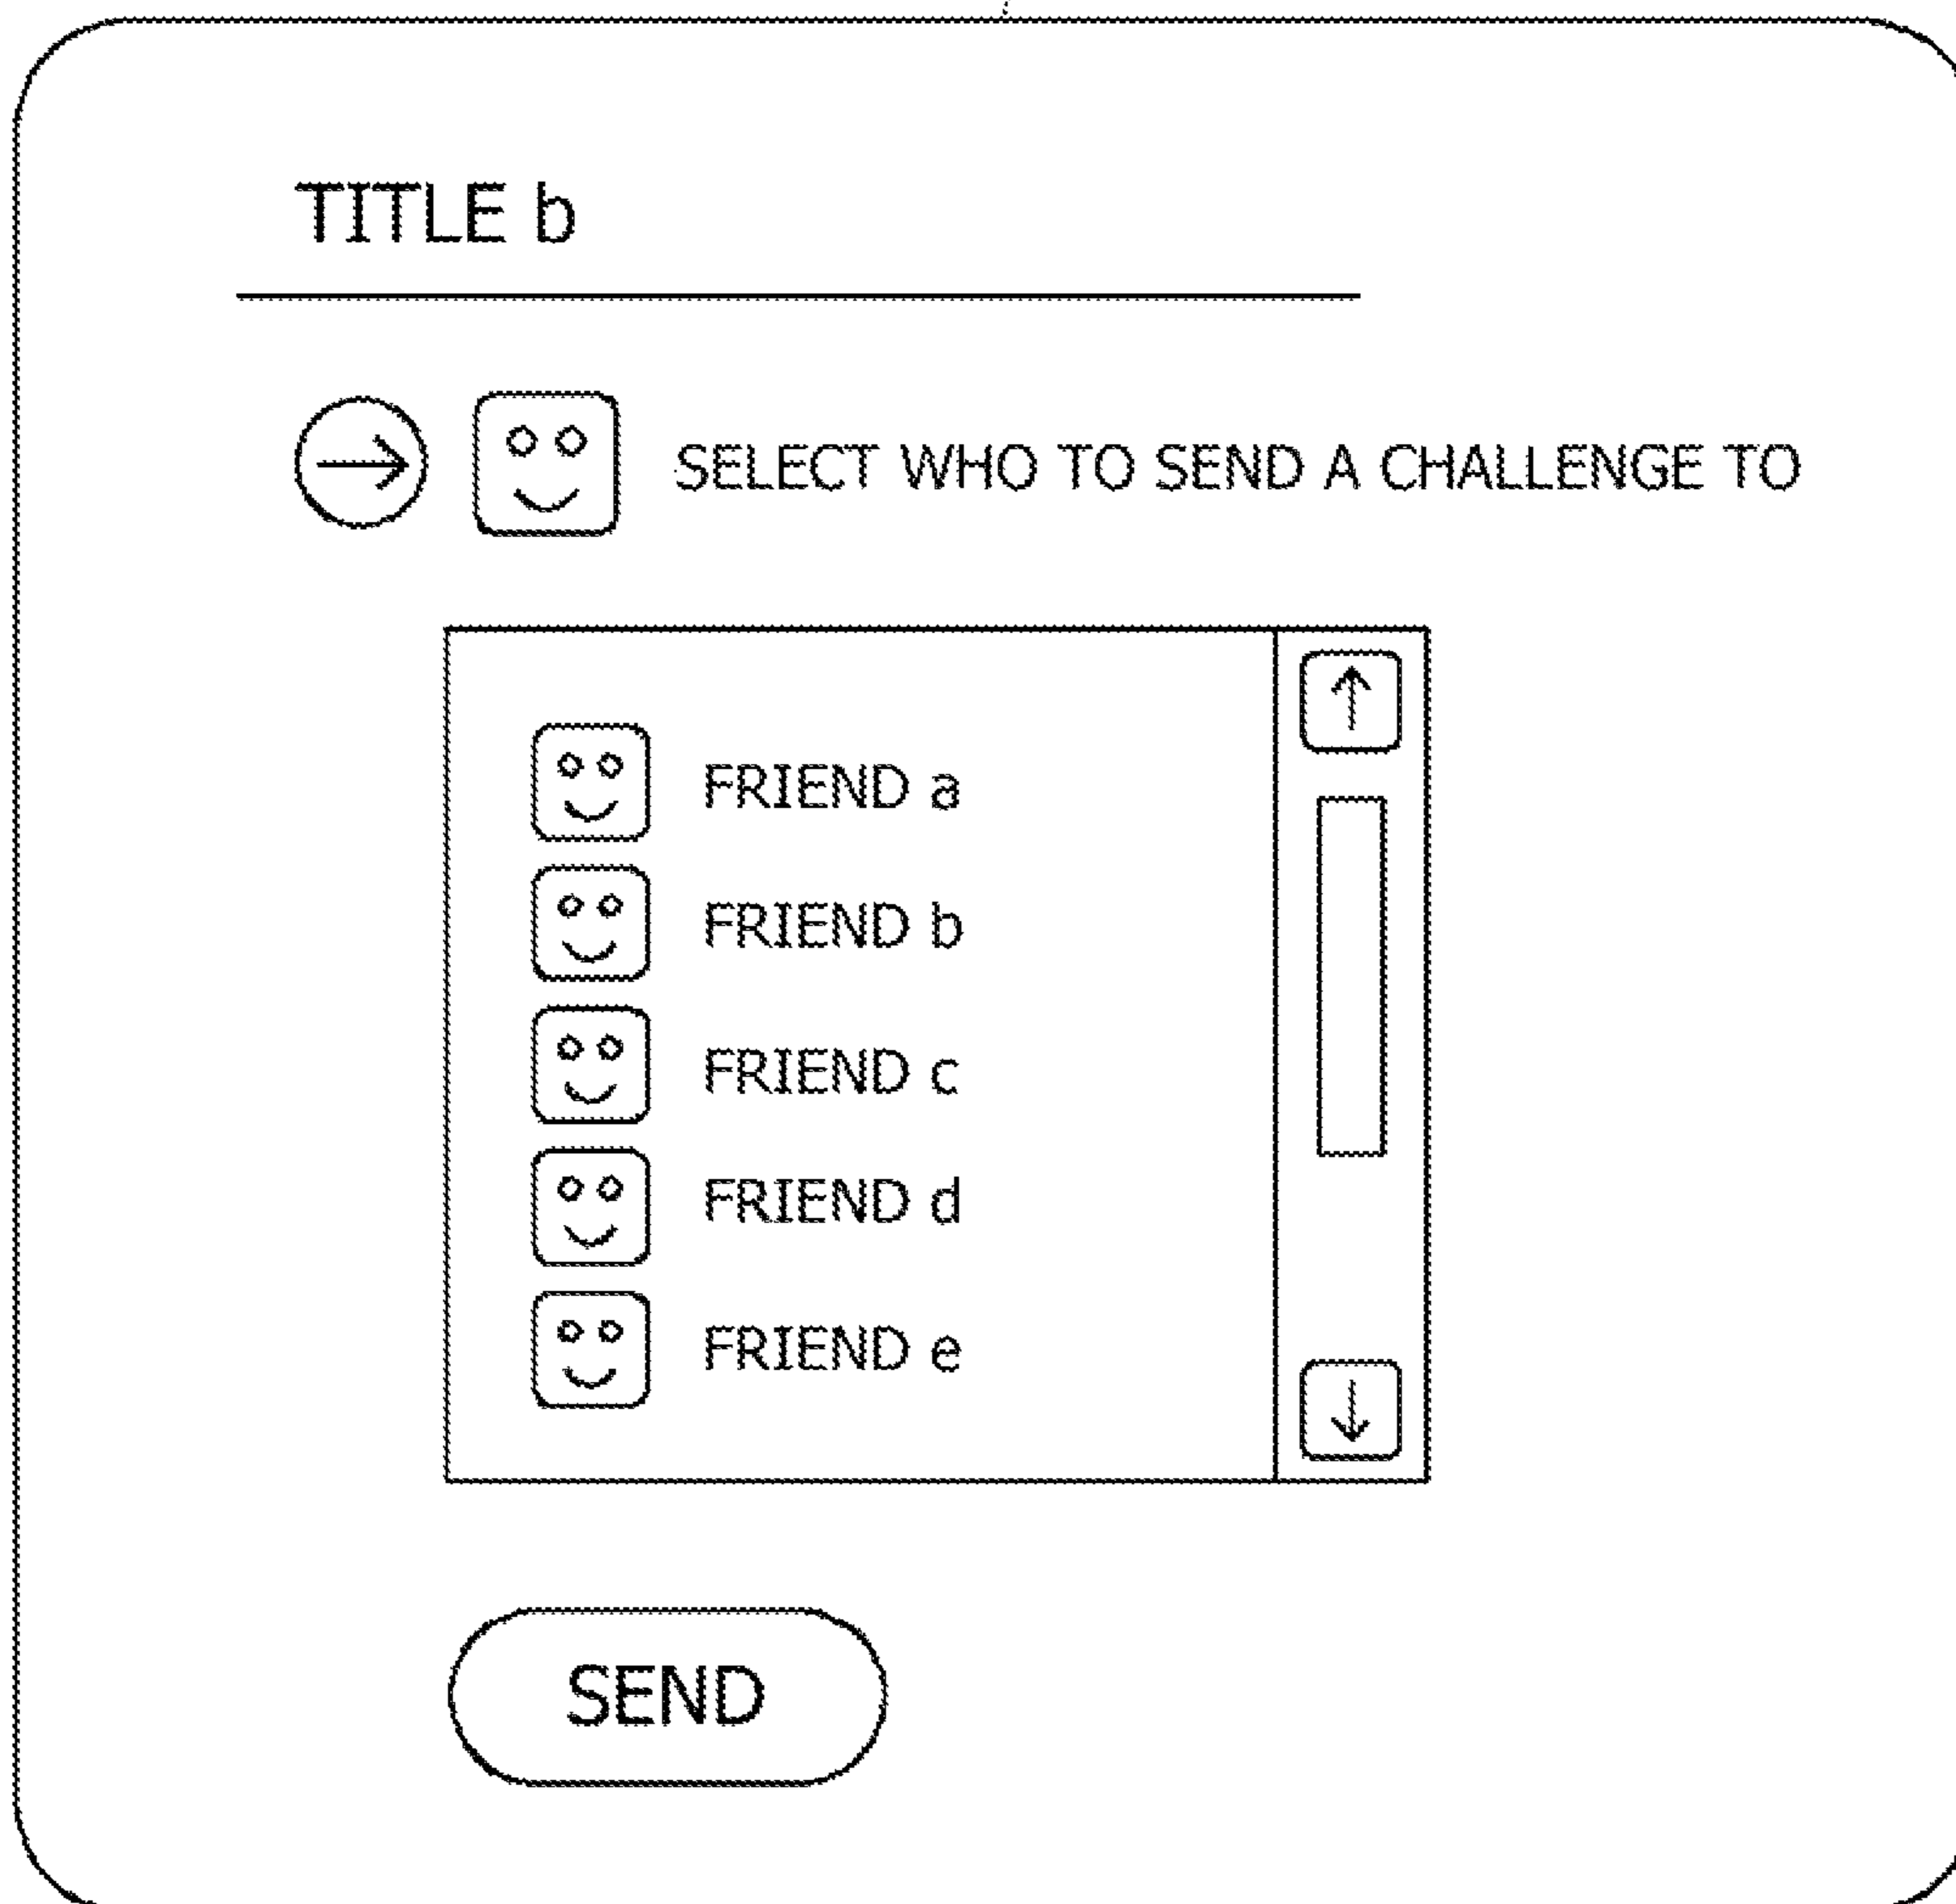 TITLE b
SELECT WHO TO SEND A CHALLENGE TO
FRIEND a
FRIEND b
FRIEND c
FRIEND d
FRIEND e
SEND